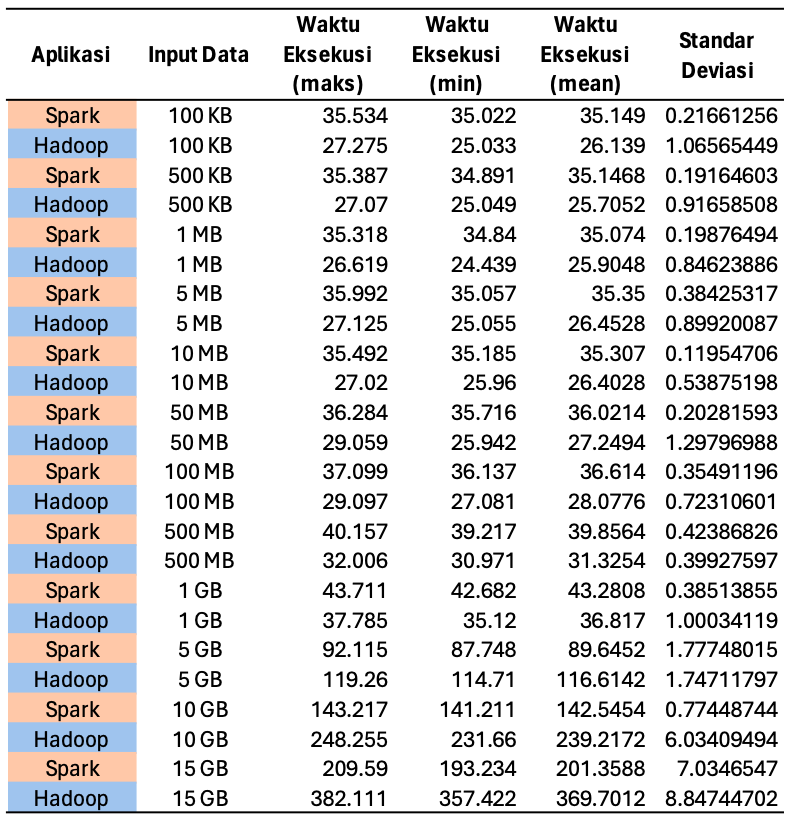 Aplikasi Input Data Waktu Eksekusi (maks) Waktu Eksekusi (min) Waktu Eksekusi (mean) Standar Deviasi
Spark 100 KB 35.534 35.022 35.149 0.21661256
Hadoop 100 KB 27.275 25.033 26.139 1.06565449
Spark 500 KB 35.387 34.891 35.1468 0.19164603
Hadoop 500 KB 27.07 25.049 25.7052 0.91658508
Spark 1 MB 35.318 34.84 35.074 0.19876494
Hadoop 1 MB 26.619 24.439 25.9048 0.84623886
Spark 5 MB 35.992 35.057 35.35 0.38425317
Hadoop 5 MB 27.125 25.055 26.4528 0.89920087
Spark 10 MB 35.492 35.185 35.307 0.11954706
Hadoop 10 MB 27.02 25.96 26.4028 0.53875198
Spark 50 MB 36.284 35.716 36.0214 0.20281593
Hadoop 50 MB 29.059 25.942 27.2494 1.29796988
Spark 100 MB 37.099 36.137 36.614 0.35491196
Hadoop 100 MB 29.097 27.081 28.0776 0.72310601
Spark 500 MB 40.157 39.217 39.8564 0.42386826
Hadoop 500 MB 32.006 30.971 31.3254 0.39927597
Spark 1 GB 43.711 42.682 43.2808 0.38513855
Hadoop 1 GB 37.785 35.12 36.817 1.00034119
Spark 5 GB 92.115 87.748 89.6452 1.77748015
Hadoop 5 GB 119.26 114.71 116.6142 1.74711797
Spark 10 GB 143.217 141.211 142.5454 0.77448744
Hadoop 10 GB 248.255 231.66 239.2172 6.03409494
Spark 15 GB 209.59 193.234 201.3588 7.0346547
Hadoop 15 GB 382.111 357.422 369.7012 8.84744702